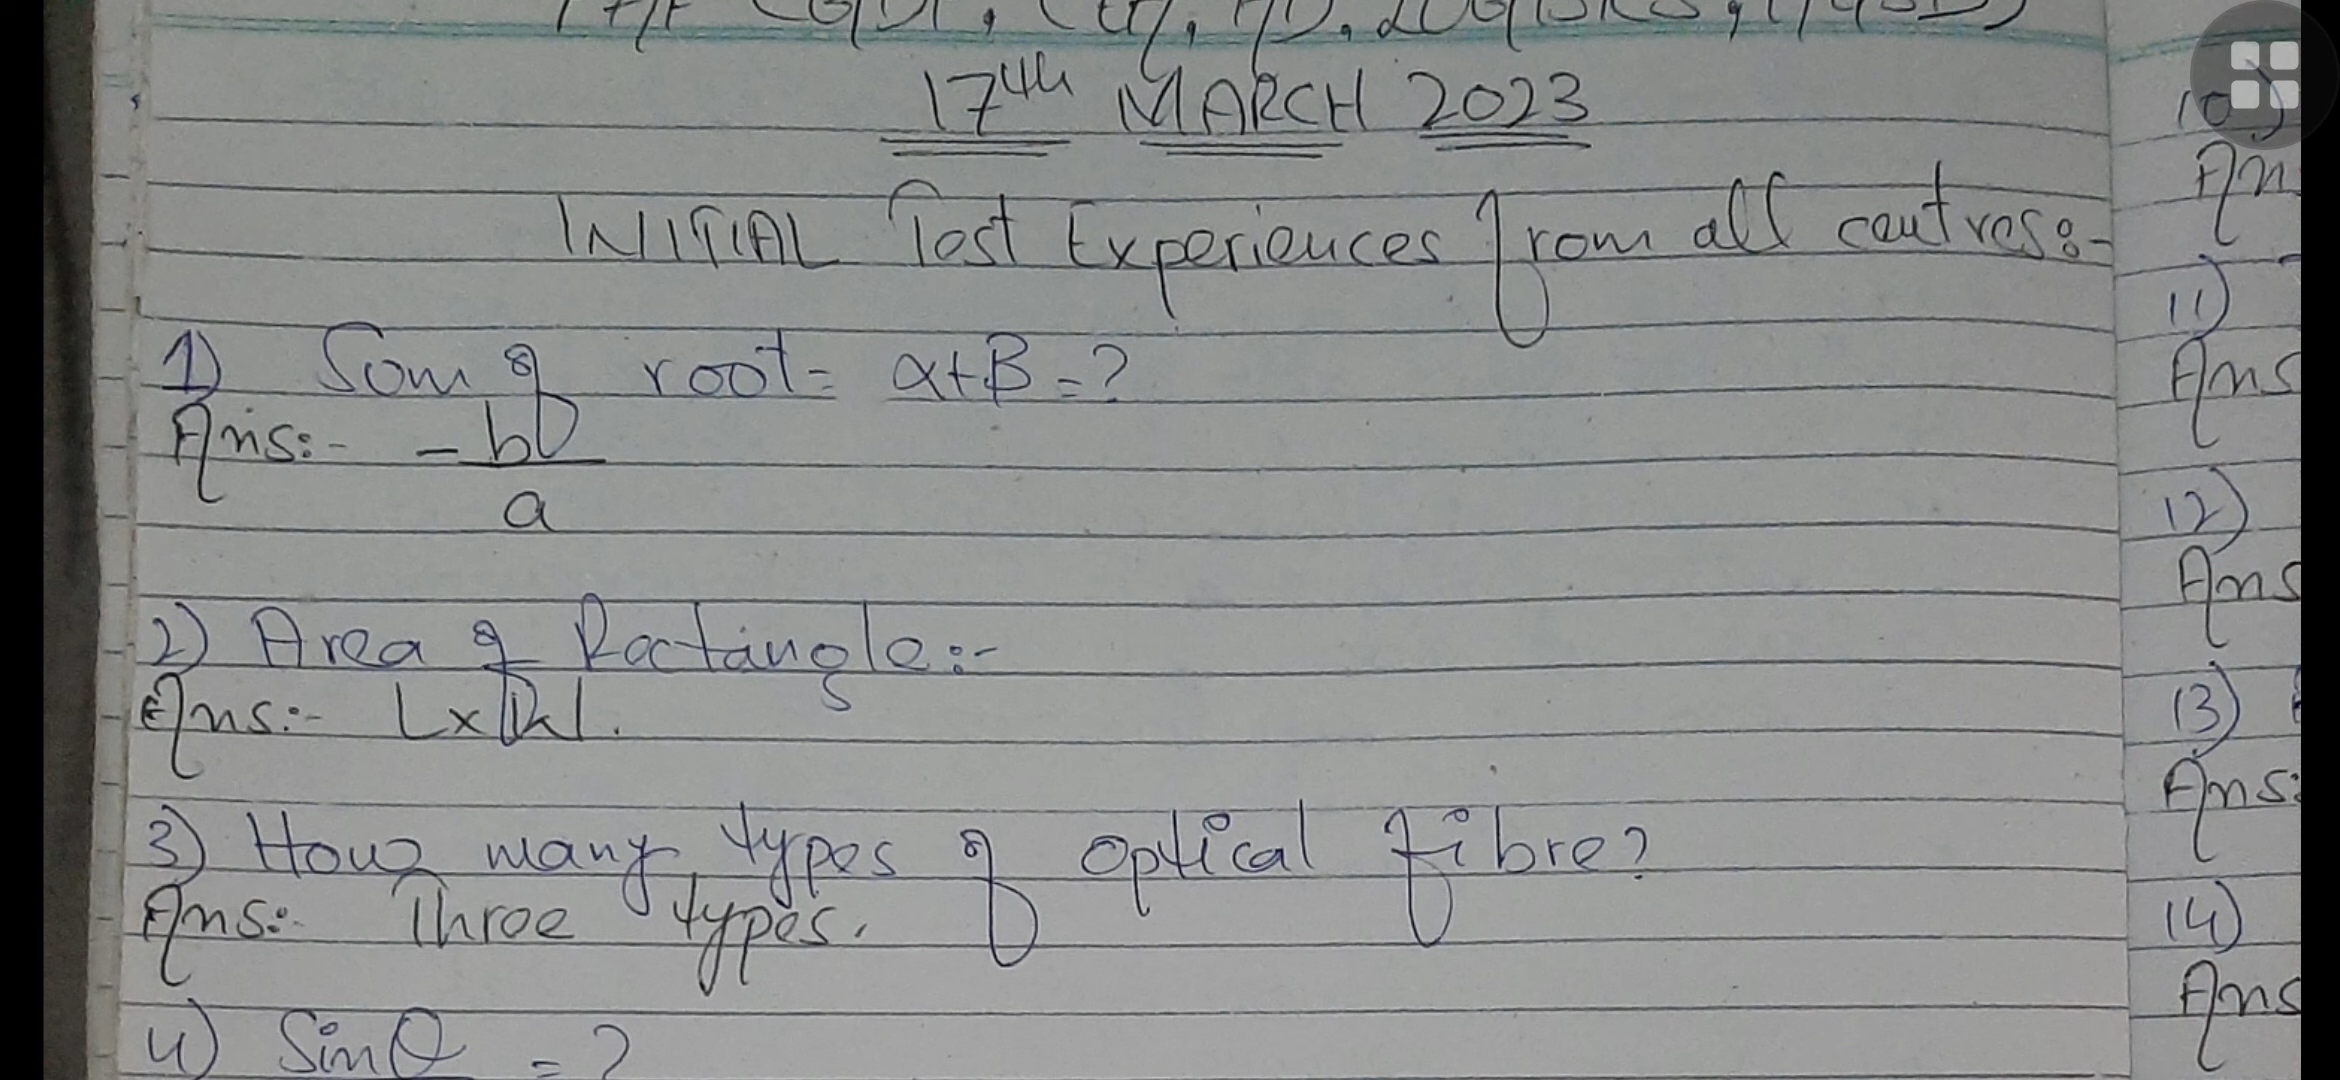 17th MARCH 2023
INITIAL Test Experiences from all centres:-
1) Sum of root = α+β = ?
Ans:- -b
a
2) Area of Rectangle:-
Ans:- L×W.
3) How many types of optical fibre?
Ans:- Three types.
4) Sinθ = ?
10)
An
11)
Ans
12)
Ans
13)
Ans:
14)
Ans